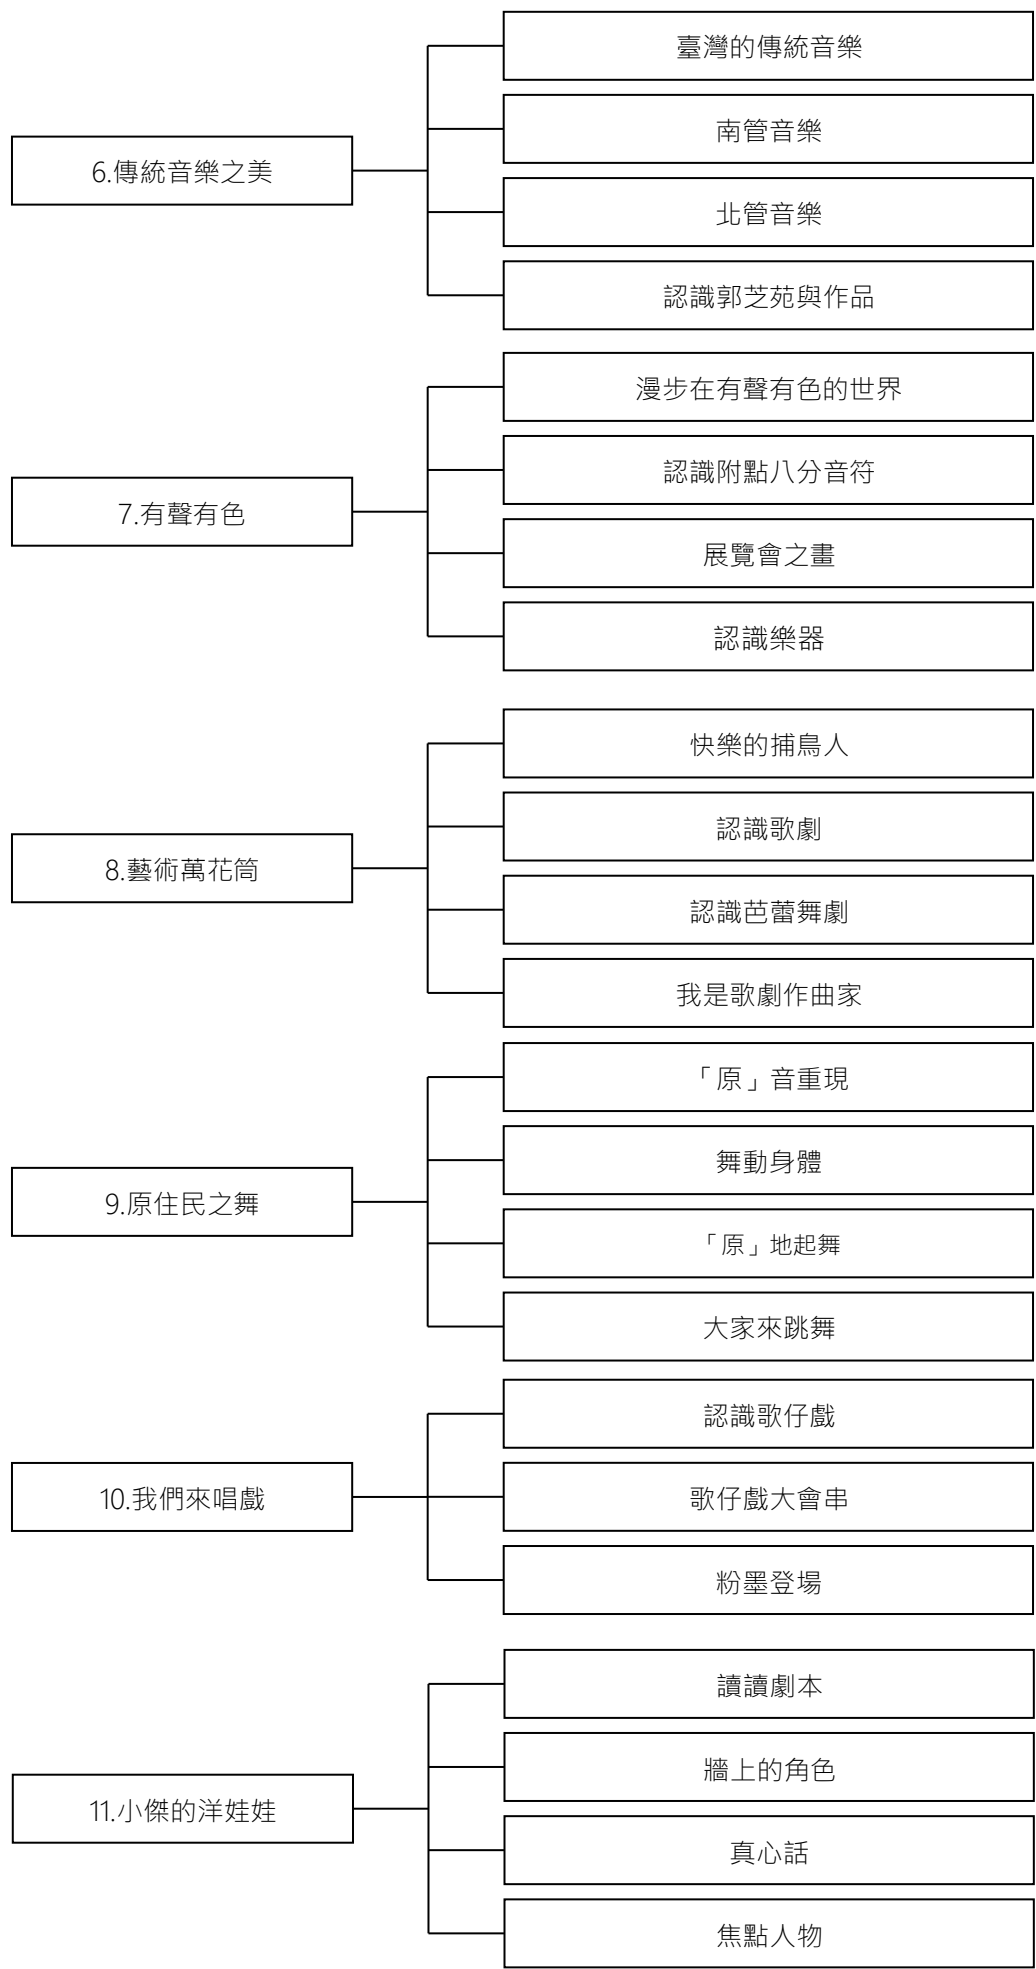 6.傳統音樂之美
臺灣的傳統音樂
南管音樂
北管音樂
認識郭芝苑與作品
7.有聲有色
漫步在有聲有色的世界
認識附點八分音符
展覽會之畫
認識樂器
8.藝術萬花筒
快樂的捕鳥人
認識歌劇
認識芭蕾舞劇
我是歌劇作曲家
9.原住民之舞
「原」音重現
舞動身體
「原」地起舞
大家來跳舞
10.我們來唱戲
認識歌仔戲
歌仔戲大會串
粉墨登場
11.小傑的洋娃娃
讀讀劇本
牆上的角色
真心話
焦點人物